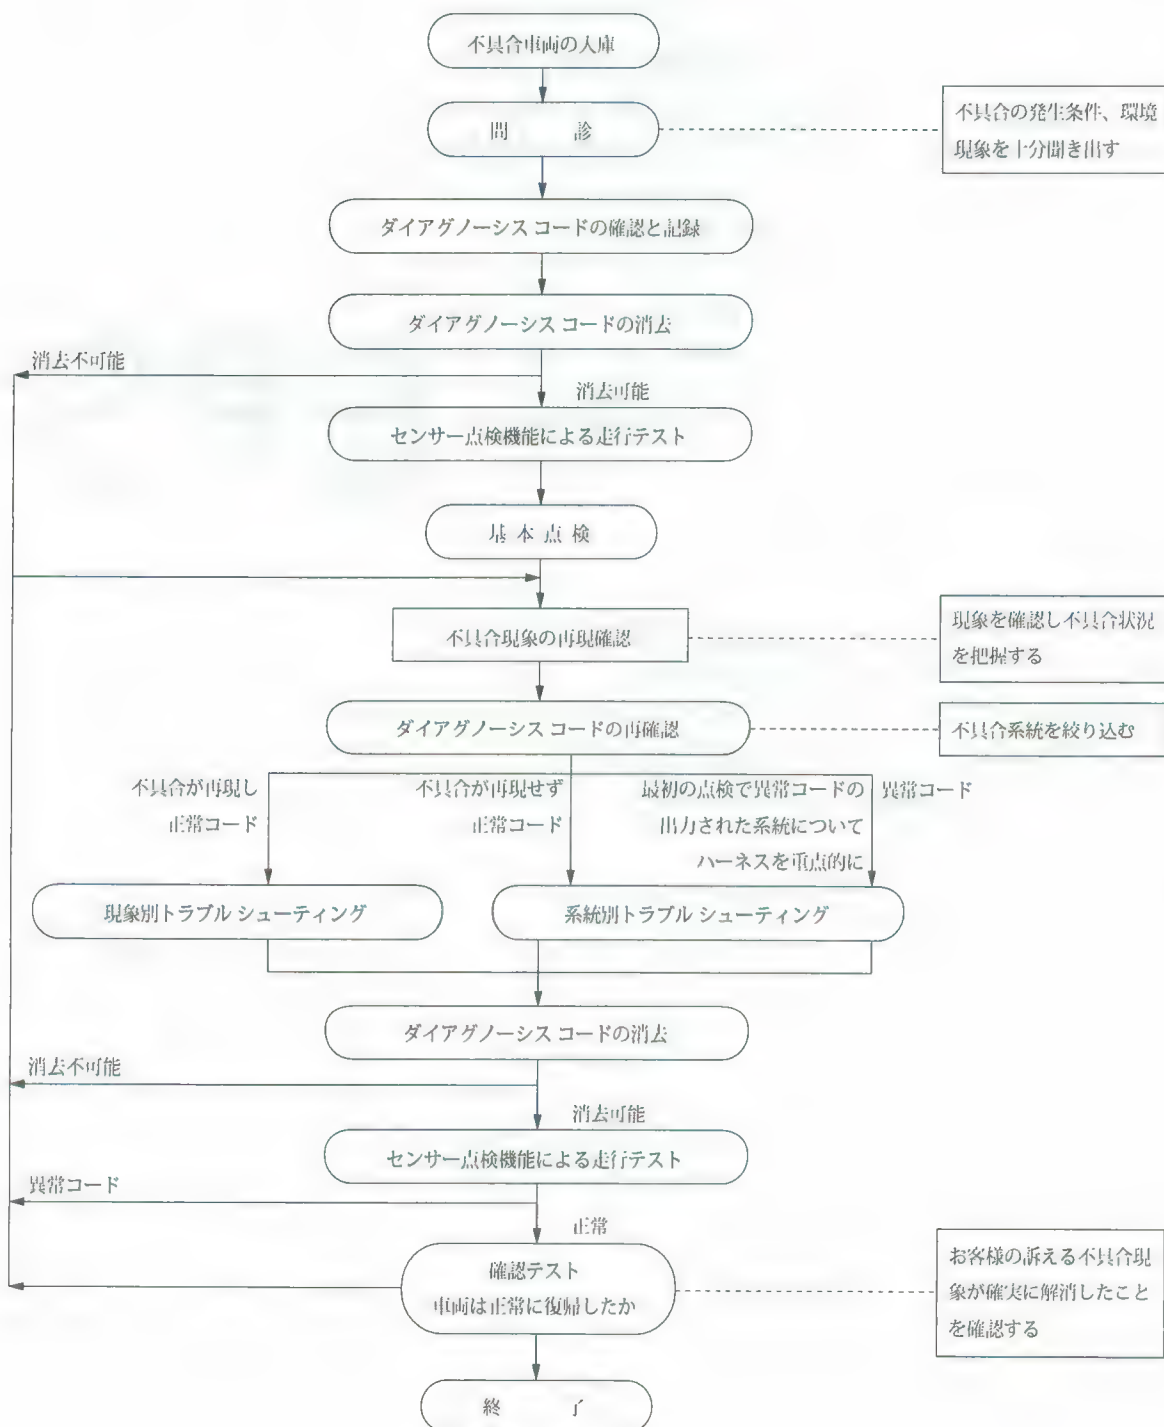 不具合車両の入庫
問 診
不具合の発生条件、環境
現象を十分聞き出す
ダイアグノーシス コードの確認と記録
ダイアグノーシス コードの消去
消去不可能
消去可能
センサー点検機能による走行テスト
基 本 点 検
不具合現象の再現確認
現象を確認し不具合状況
を把握する
ダイアグノーシス コードの再確認
不具合系統を絞り込む
不具合が再現し
正常コード
不具合が再現せず
正常コード
最初の点検で異常コードの
出力された系統について
ハーネスを重点的に
異常コード
現象別トラブル シューティング
系統別トラブル シューティング
ダイアグノーシス コードの消去
消去不可能
消去可能
センサー点検機能による走行テスト
異常コード
正常
確認テスト
車両は正常に復帰したか
お客様の訴える不具合現
象が確実に解消したこと
を確認する
終 了